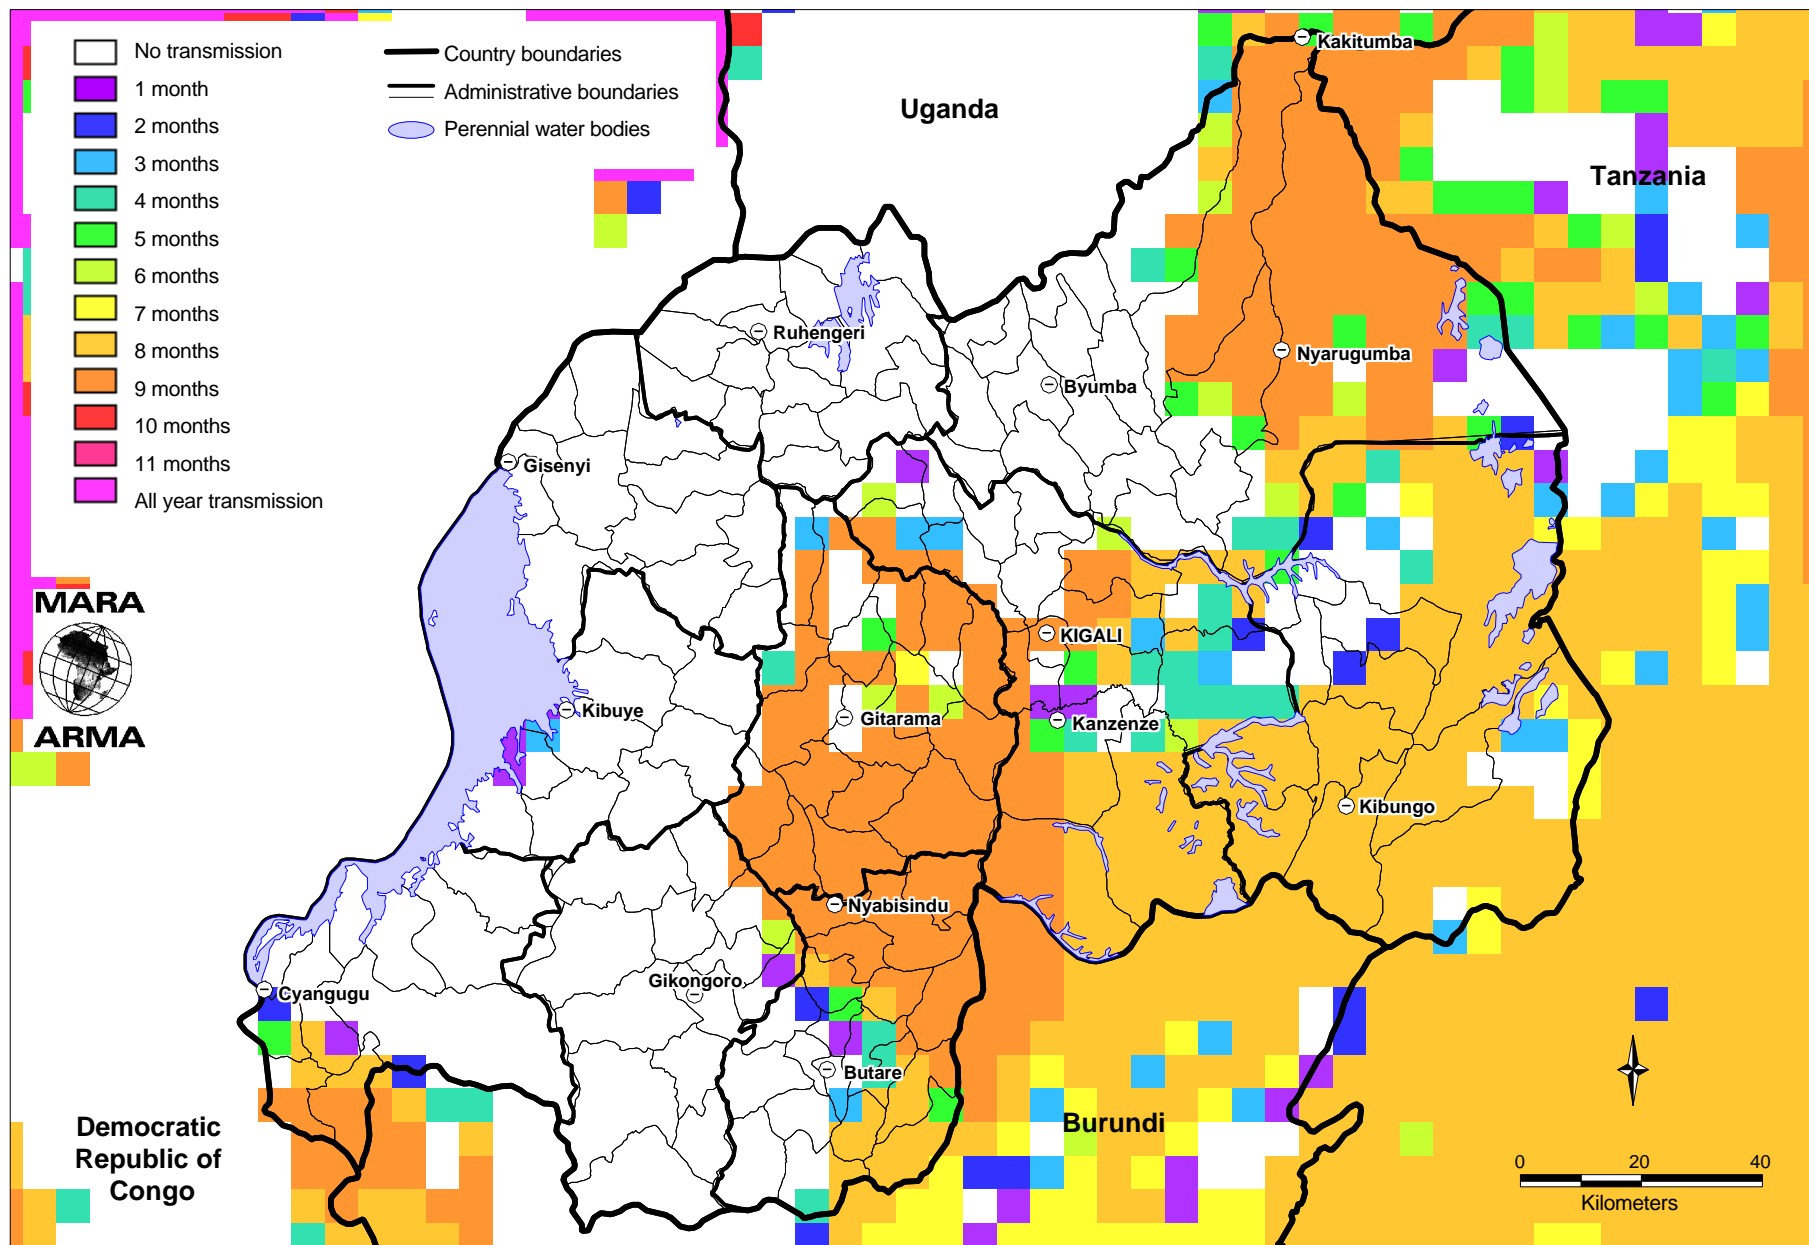 No transmission
1 month
2 months
3 months
4 months
5 months
6 months
7 months
8 months
9 months
10 months
11 months
All year transmission
Country boundaries
Administrative boundaries
Perennial water bodies
Uganda
Kakitumba
Tanzania
Ruhengeri
Nyarugumba
Byumba
Gisenyi
MARA
ARMA
KIGALI
Kibuye
Gitarama
Kanzenze
Kibungo
Nyabisindu
Gikongoro
Cyangugu
Butare
Burundi
Democratic
Republic of
Congo
0 20 40
Kilometers